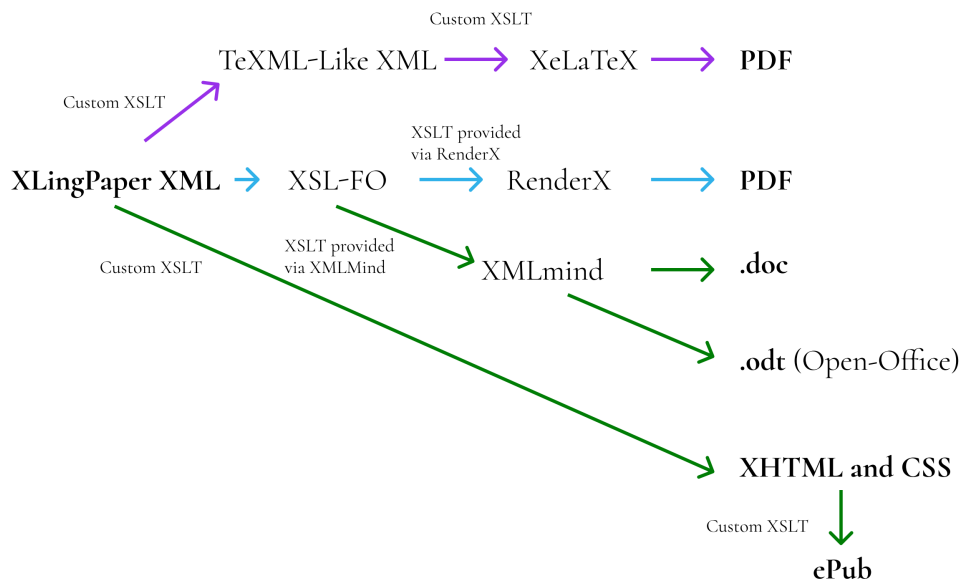 Custom XSLT
TeXML-Like XML
XeLaTeX
PDF
Custom XSLT
XSLT provided
via RenderX
XLingPaper XML
XSL-FO
RenderX
PDF
XSLT provided
via XMLMind
Custom XSLT
XMLmind
.doc
.odt (Open-Office)
XHTML and CSS
Custom XSLT
ePub